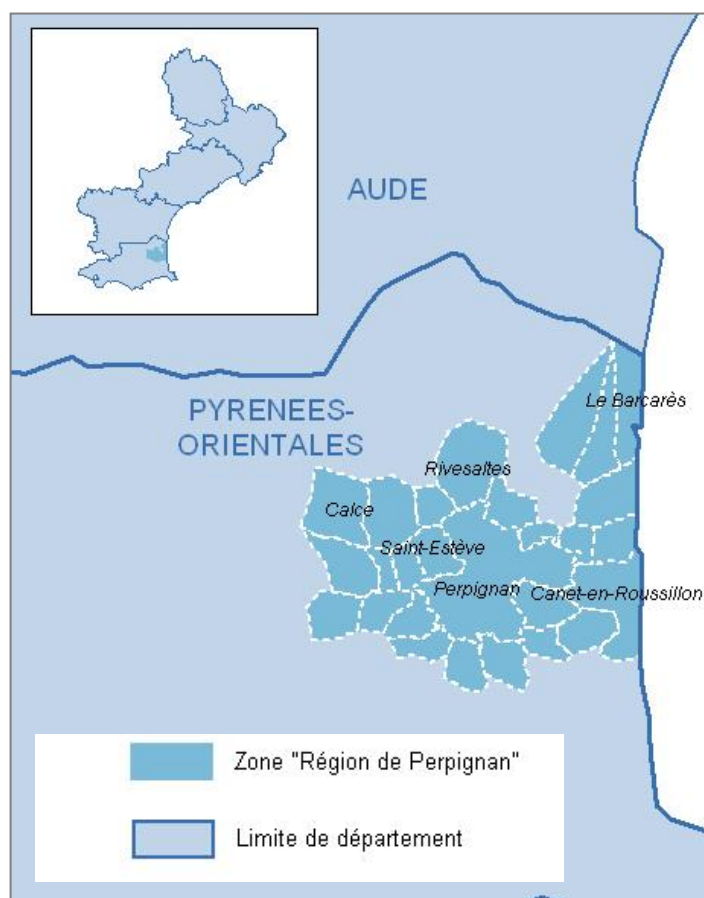 AUDE
PYRENEES-
ORIENTALES
Le Barcarès
Rivesaltes
Calce
Saint-Estève
Perpignan
Canet-en-Roussillon
Zone "Région de Perpignan"
Limite de département